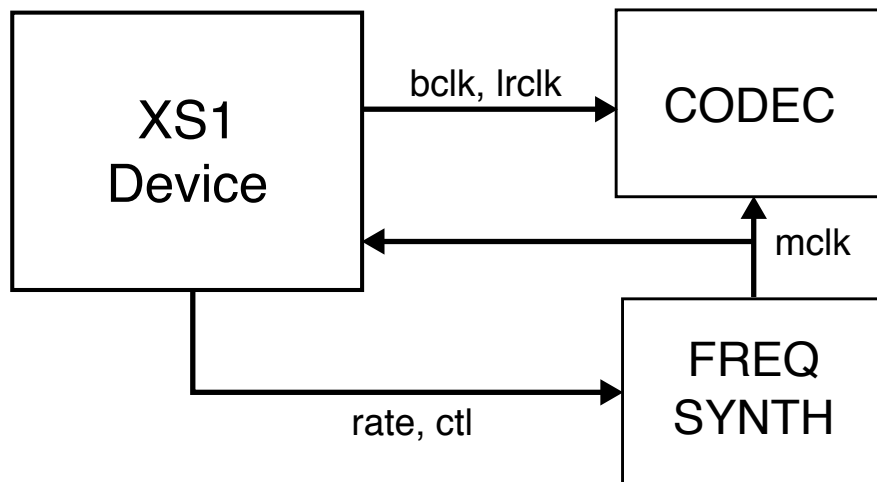 XS1
Device
bclk, lrclk
CODEC
mclk
FREQ
SYNTH
rate, ctl